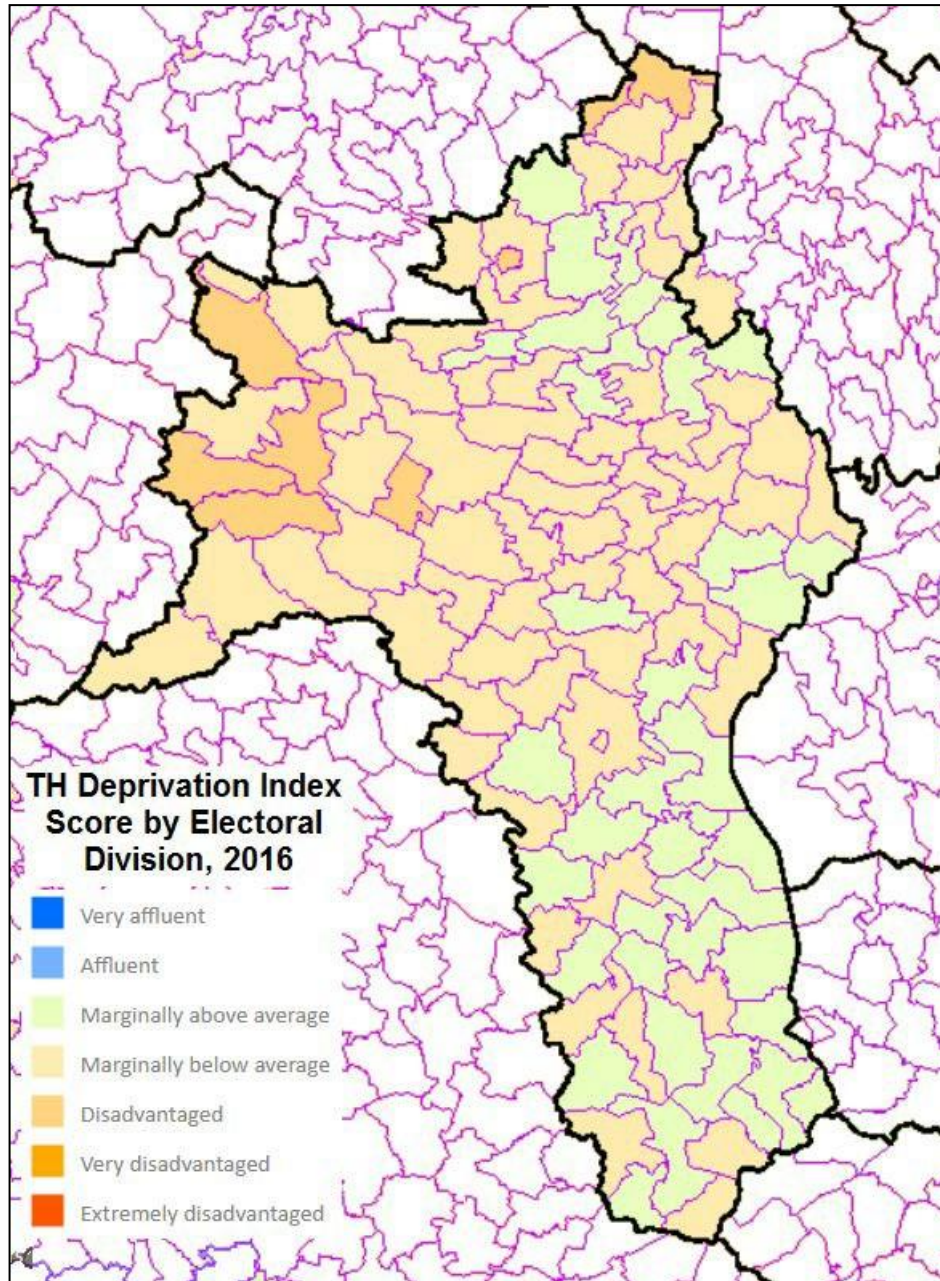 TH Deprivation Index
Score by Electoral
Division, 2016
Very affluent
Affluent
Marginally above average
Marginally below average
Disadvantaged
Very disadvantaged
Extremely disadvantaged